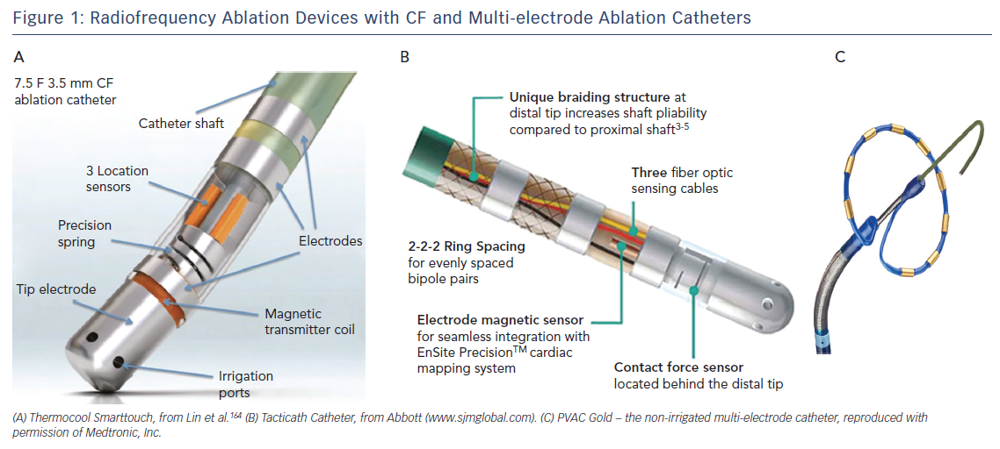 Figure 1: Radiofrequency Ablation Devices with CF and Multi-electrode Ablation Catheters
A
7.5 F 3.5 mm CF
ablation catheter
Catheter shaft
3 Location
sensors
Precision
spring
Electrodes
Tip electrode
Magnetic
transmitter coil
Irrigation
ports
B
Unique braiding structure at
distal tip increases shaft pliability
compared to proximal shaft3-5
Three fiber optic
sensing cables
2-2-2 Ring Spacing
for evenly spaced
bipole pairs
Electrode magnetic sensor
for seamless integration with
EnSite Precision™ cardiac
mapping system
Contact force sensor
located behind the distal tip
C
(A) Thermocool Smarttouch, from Lin et al.164 (B) Tacticath Catheter, from Abbott (www.sjmglobal.com). (C) PVAC Gold – the non-irrigated multi-electrode catheter, reproduced with
permission of Medtronic, Inc.